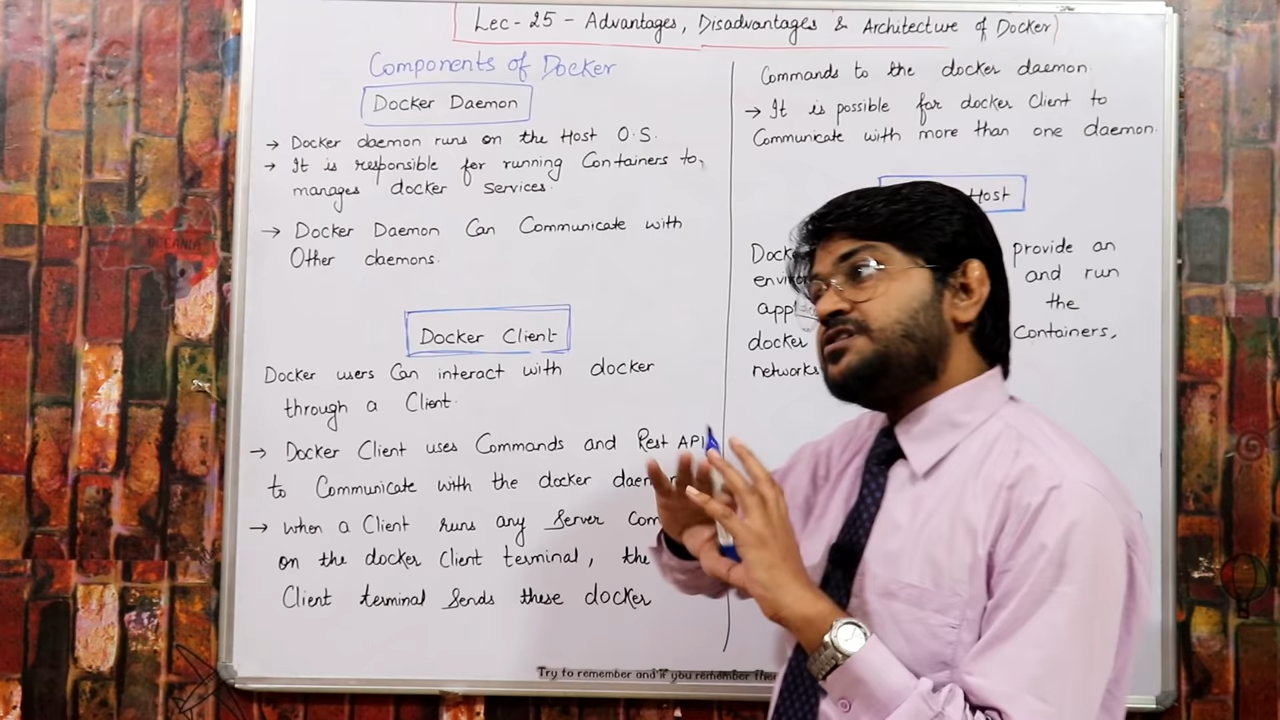 Lec-25 - Advantages, Disadvantages & Architecture of Docker
Components of Docker
Docker Daemon
→ Docker daemon runs on the Host O.S.
→ It is responsible for running Containers to,
manages docker services.
→ Docker Daemon Can Communicate with
Other daemons.
Docker Client
Docker users Can interact with docker
through a Client.
→ Docker Client uses Commands and Rest API
to Communicate with the docker
→ when a Client runs any Server
on the docker Client terminal, the
Client terminal Sends these docker
Commands to the docker daemon.
→ It is possible for docker Client to
Communicate with more than one daemon.
Host
provide an
and run
the
docker Containers,
networks
OCEANIA
Try to remember and if you remember